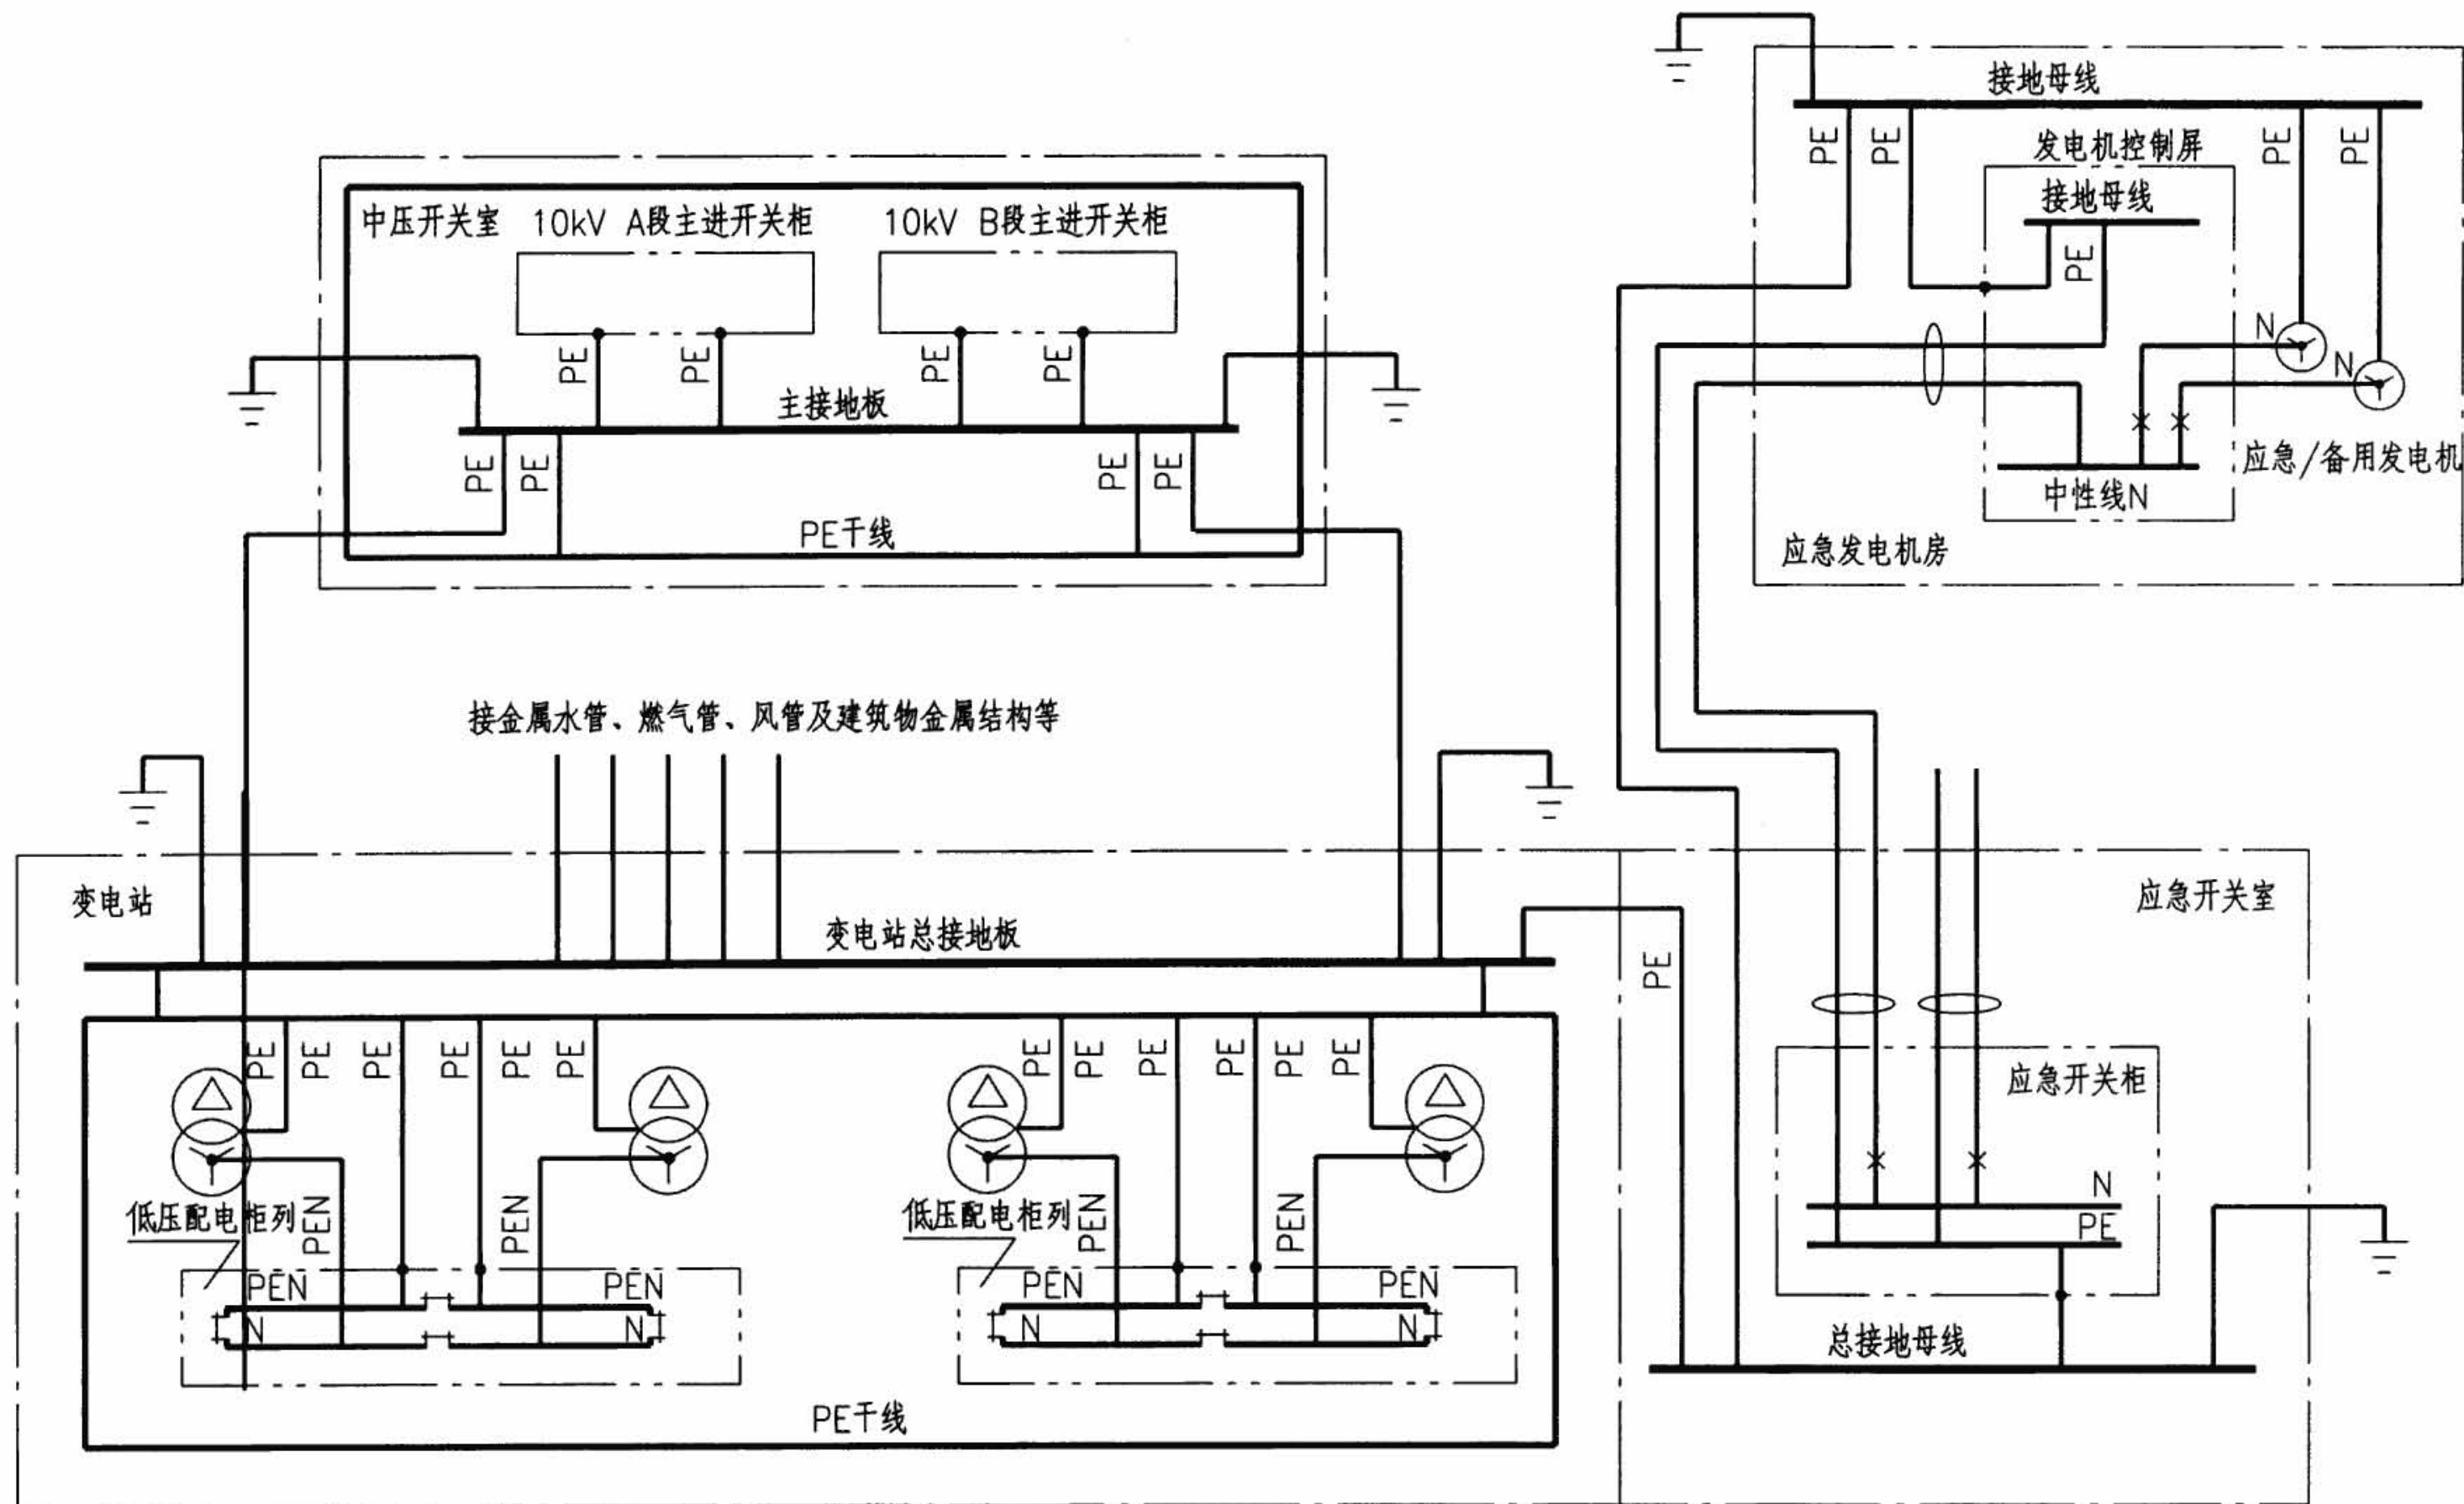 接地母线
PE
PE
PE
PE
发电机控制屏
接地母线
PE
N
N
中性线N
应急/备用发电机
应急发电机房
中压开关室
10kV A段主进开关柜
10kV B段主进开关柜
PE
PE
PE
PE
主接地板
PE
PE
PE
PE
PE干线
接金属水管、燃气管、风管及建筑物金属结构等
变电站
变电站总接地板
PE
PE
PE
PE
PE
PE
PE
PE
PE
PE
PE
PE
低压配电柜列
PEN
PEN
低压配电柜列
PEN
PEN
PEN
PEN
PEN
PEN
N
N
N
N
PE干线
应急开关室
PE
应急开关柜
N
PE
总接地母线